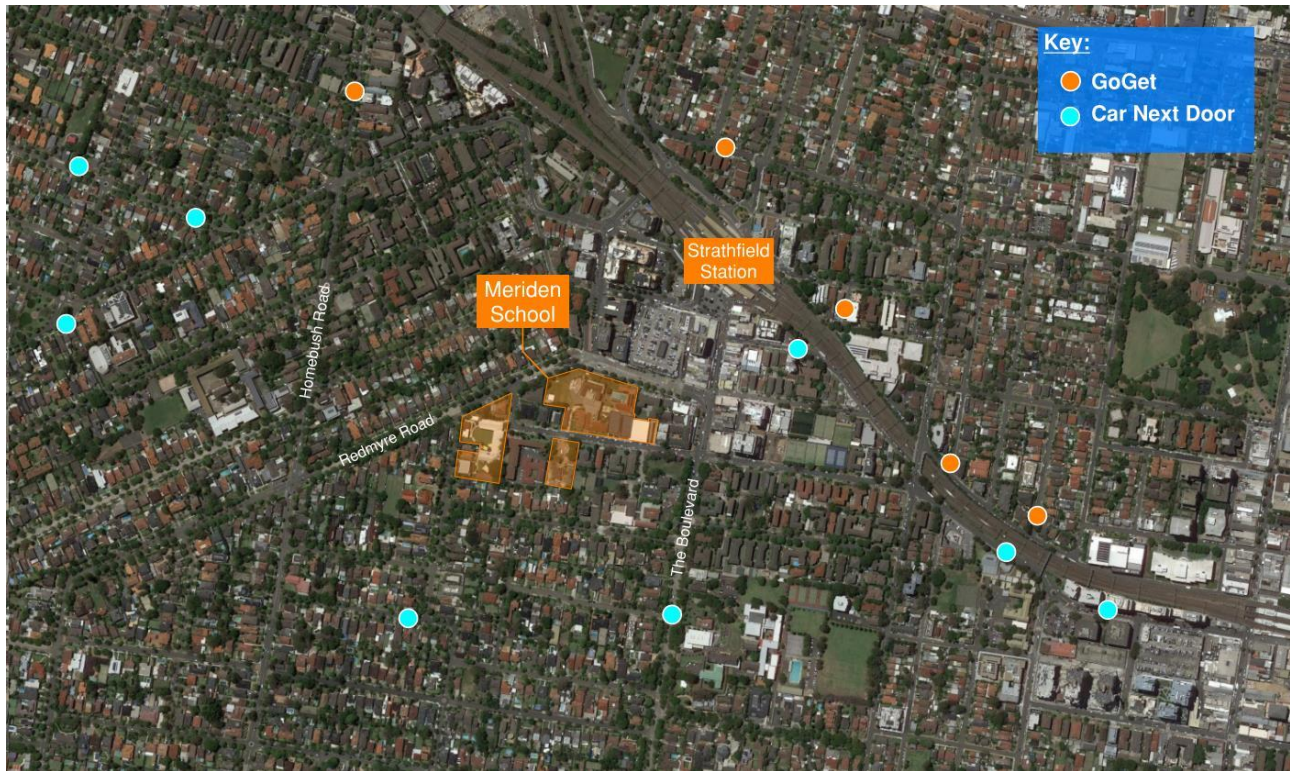 Key:
GoGet
Car Next Door
Strathfield
Station
Meriden
School
Homebush Road
Redmyre Road
The Boulevard